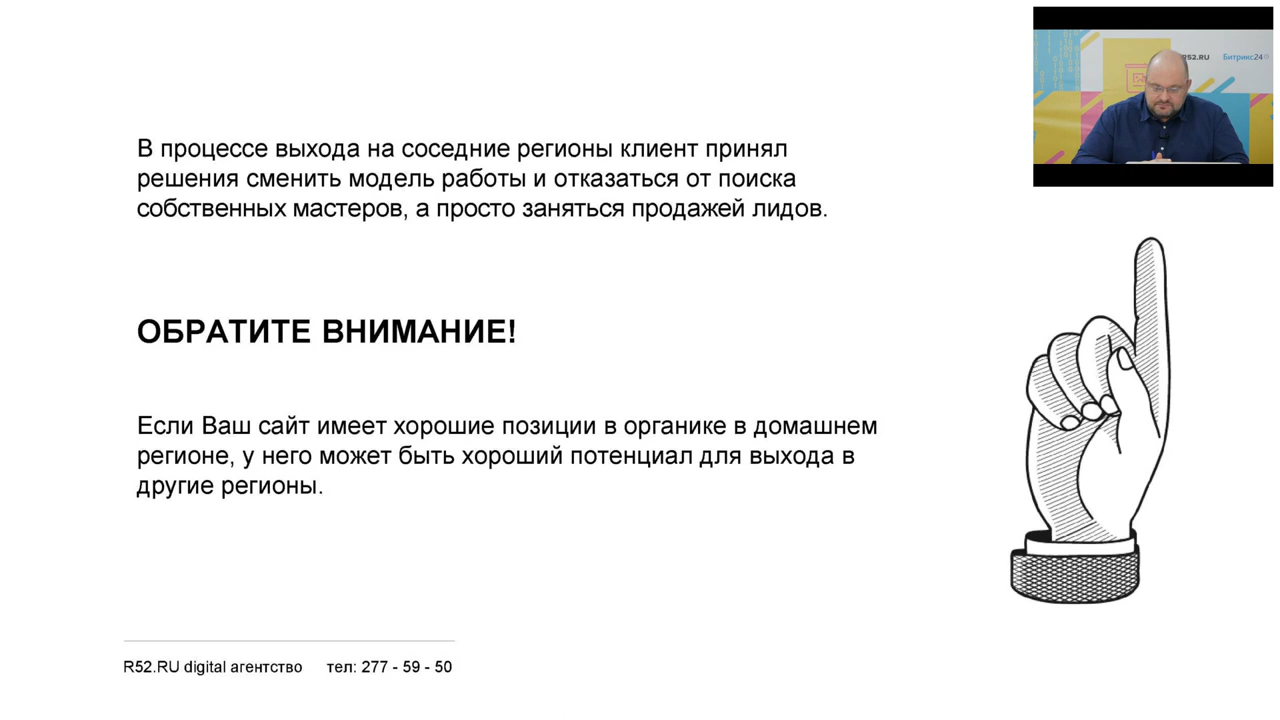 R52.RU
Битрикс24
В процессе выхода на соседние регионы клиент принял
решения сменить модель работы и отказаться от поиска
собственных мастеров, а просто заняться продажей лидов.
ОБРАТИТЕ ВНИМАНИЕ!
Если Ваш сайт имеет хорошие позиции в органике в домашнем
регионе, у него может быть хороший потенциал для выхода в
другие регионы.
R52.RU digital агентство тел: 277 - 59 - 50